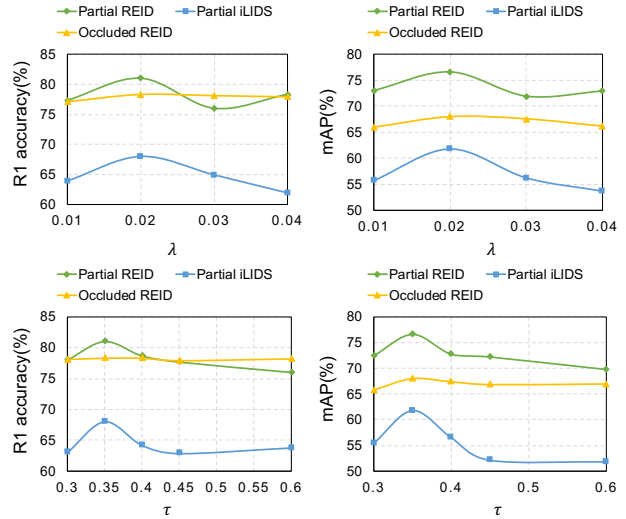 Partial REID Partial iLIDS
Occluded REID
R1 accuracy(%)
85
80
75
70
65
60
0.01 0.02 0.03 0.04
λ
Partial REID Partial iLIDS
Occluded REID
mAP(%)
80
75
70
65
60
55
50
0.01 0.02 0.03 0.04
λ
Partial REID Partial iLIDS
Occluded REID
R1 accuracy(%)
85
80
75
70
65
60
0.3 0.35 0.4 0.45 0.5 0.55 0.6
τ
Partial REID Partial iLIDS
Occluded REID
mAP(%)
80
75
70
65
60
55
50
0.3 0.4 0.5 0.6
τ